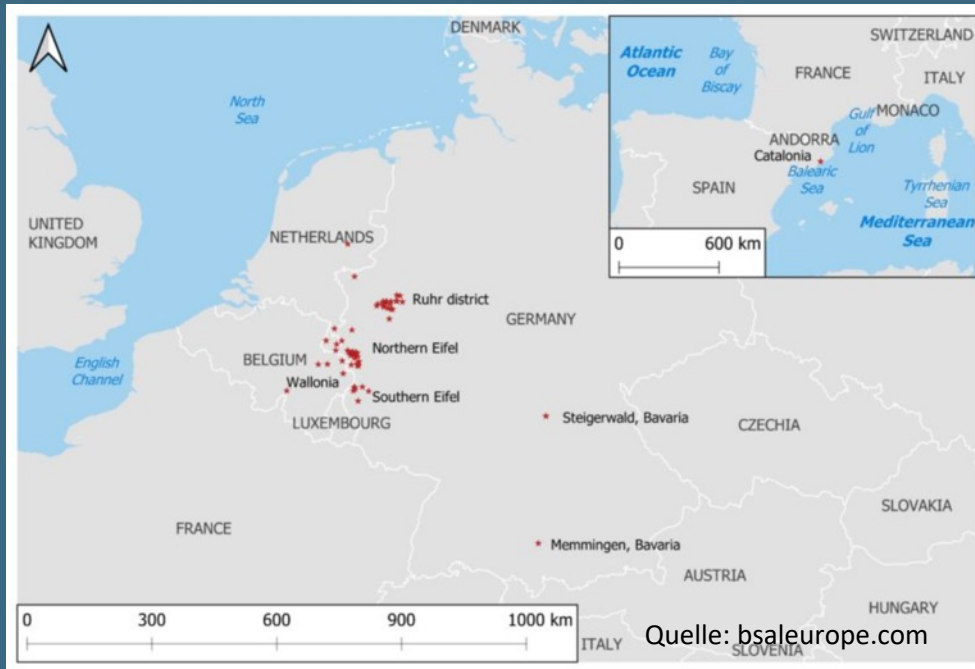 DENMARK
North
Sea
UNITED
KINGDOM
NETHERLANDS
Ruhr district
GERMANY
Northern Eifel
BELGIUM
English
Channel
Wallonia
Southern Eifel
LUXEMBOURG
Steigerwald, Bavaria
CZECHIA
SLOVAKIA
FRANCE
Memmingen, Bavaria
AUSTRIA
HUNGARY
ITALY
SLOVENIA
0 300 600 900 1000 km
Quelle: bsaleurope.com
SWITZERLAND
Atlantic
Ocean
Bay
of
Biscay
FRANCE
ITALY
Gulf
of
Lion
MONACO
ANDORRA
Catalonia
Balearic
Sea
SPAIN
Tyrrhenian
Sea
Mediterranean
Sea
0 600 km